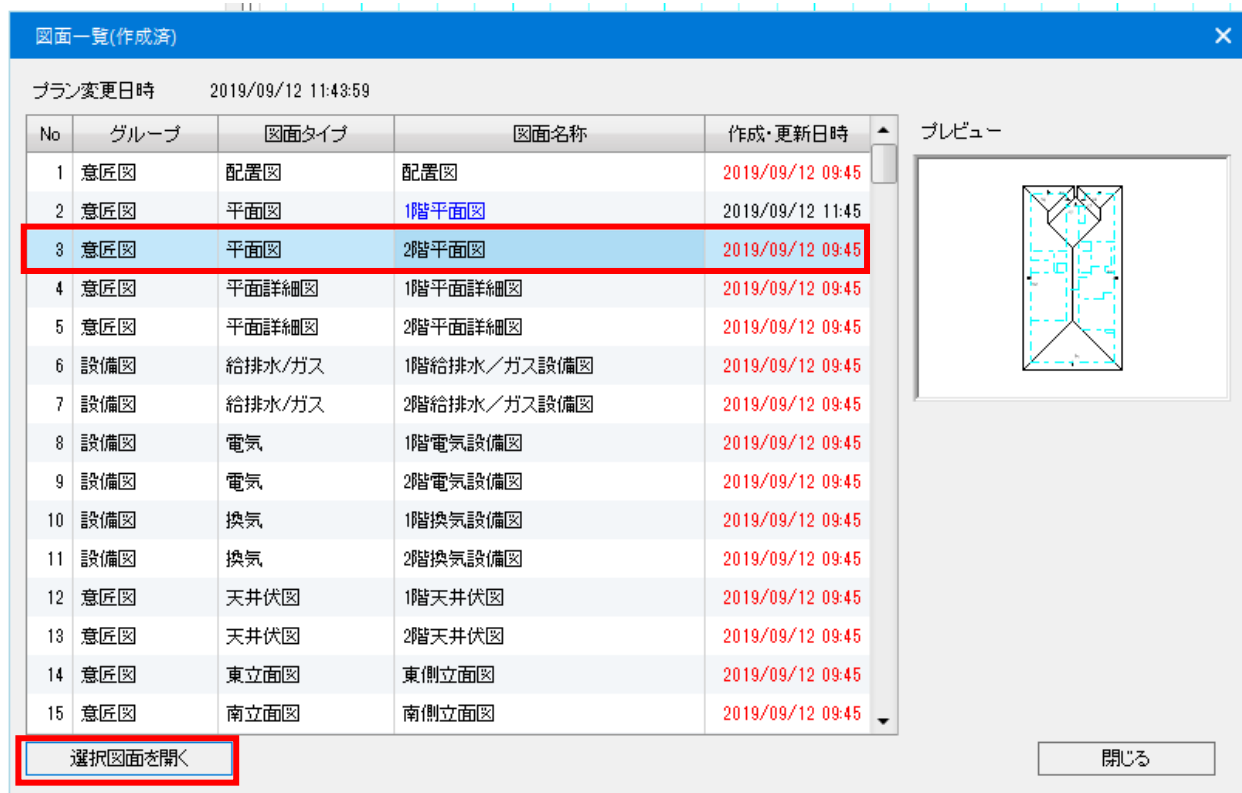 図面一覧(作成済)
プラン変更日時 2019/09/12 11:43:59
No グループ 図面タイプ 図面名称 作成・更新日時 プレビュー
1 意匠図 配置図 配置図 2019/09/12 09:45
2 意匠図 平面図 1階平面図 2019/09/12 11:45
3 意匠図 平面図 2階平面図 2019/09/12 09:45
4 意匠図 平面詳細図 1階平面詳細図 2019/09/12 09:45
5 意匠図 平面詳細図 2階平面詳細図 2019/09/12 09:45
6 設備図 給排水/ガス 1階給排水／ガス設備図 2019/09/12 09:45
7 設備図 給排水/ガス 2階給排水／ガス設備図 2019/09/12 09:45
8 設備図 電気 1階電気設備図 2019/09/12 09:45
9 設備図 電気 2階電気設備図 2019/09/12 09:45
10 設備図 換気 1階換気設備図 2019/09/12 09:45
11 設備図 換気 2階換気設備図 2019/09/12 09:45
12 意匠図 天井伏図 1階天井伏図 2019/09/12 09:45
13 意匠図 天井伏図 2階天井伏図 2019/09/12 09:45
14 意匠図 東立面図 東側立面図 2019/09/12 09:45
15 意匠図 南立面図 南側立面図 2019/09/12 09:45
選択図面を開く 閉じる